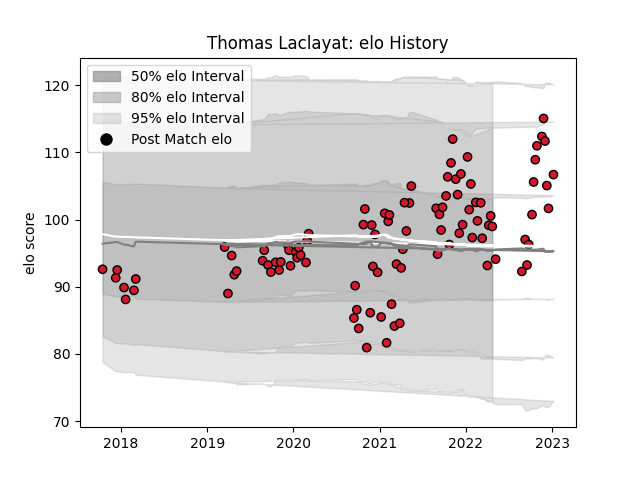 Thomas Laclayat: elo History
50% elo Interval
80% elo Interval
95% elo Interval
Post Match elo
elo score
120
110
100
90
80
70
2018 2019 2020 2021 2022 2023